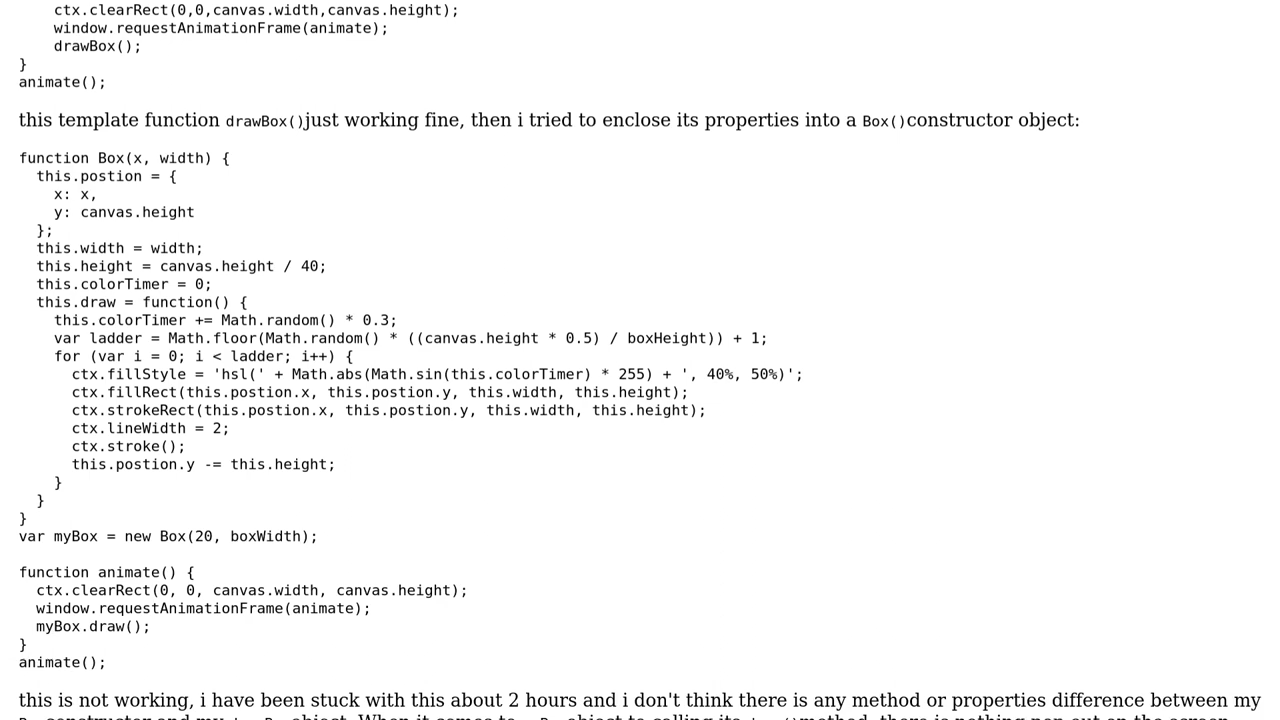 ctx.clearRect(0,0,canvas.width,canvas.height);
window.requestAnimationFrame(animate);
drawBox();
}
animate();
this template function drawBox()just working fine, then i tried to enclose its properties into a Box()constructor object:
function Box(x, width) {
this.postion = {
x: x,
y: canvas.height
};
this.width = width;
this.height = canvas.height / 40;
this.colorTimer = 0;
this.draw = function() {
this.colorTimer += Math.random() * 0.3;
var ladder = Math.floor(Math.random() * ((canvas.height * 0.5) / boxHeight)) + 1;
for (var i = 0; i < ladder; i++) {
ctx.fillStyle = 'hsl(' + Math.abs(Math.sin(this.colorTimer) * 255) + ', 40%, 50%)';
ctx.fillRect(this.postion.x, this.postion.y, this.width, this.height);
ctx.strokeRect(this.postion.x, this.postion.y, this.width, this.height);
ctx.lineWidth = 2;
ctx.stroke();
this.postion.y -= this.height;
}
}
}
var myBox = new Box(20, boxWidth);
function animate() {
ctx.clearRect(0, 0, canvas.width, canvas.height);
window.requestAnimationFrame(animate);
myBox.draw();
}
animate();
this is not working, i have been stuck with this about 2 hours and i don't think there is any method or properties difference between my